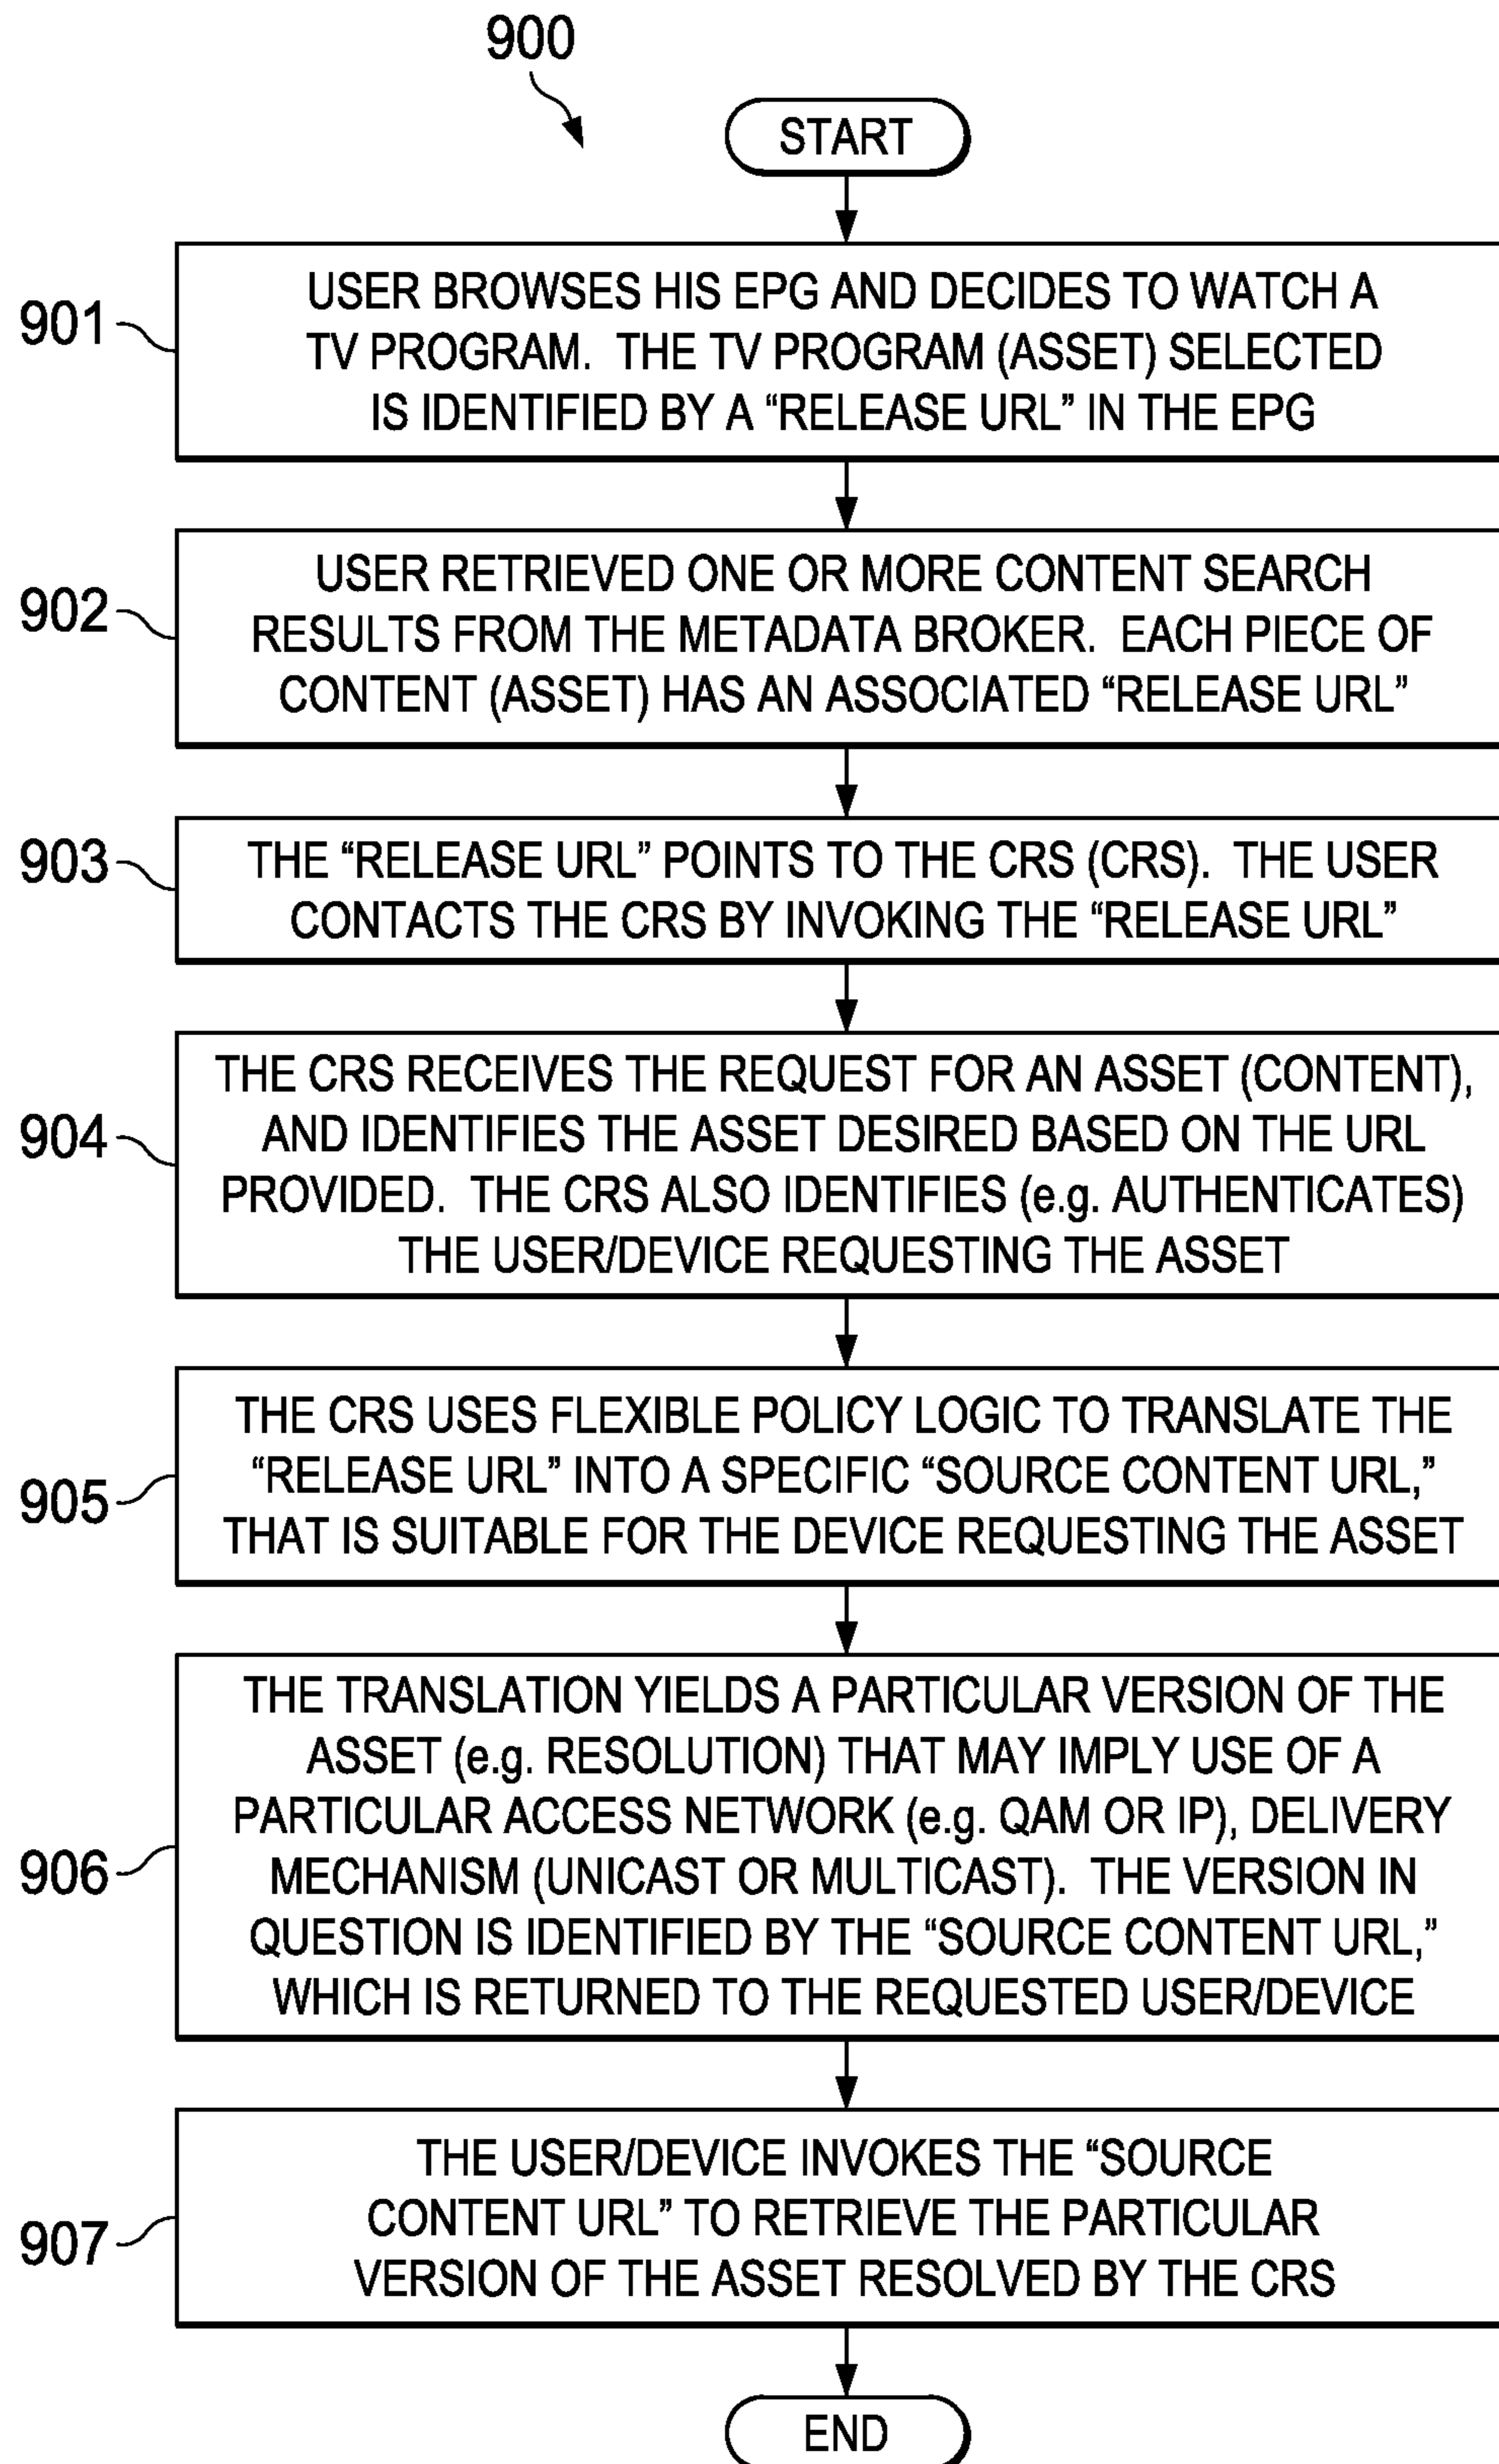 900
START
901
USER BROWSES HIS EPG AND DECIDES TO WATCH A
TV PROGRAM. THE TV PROGRAM (ASSET) SELECTED
IS IDENTIFIED BY A “RELEASE URL” IN THE EPG
902
USER RETRIEVED ONE OR MORE CONTENT SEARCH
RESULTS FROM THE METADATA BROKER. EACH PIECE OF
CONTENT (ASSET) HAS AN ASSOCIATED “RELEASE URL”
903
THE “RELEASE URL” POINTS TO THE CRS (CRS). THE USER
CONTACTS THE CRS BY INVOKING THE “RELEASE URL”
904
THE CRS RECEIVES THE REQUEST FOR AN ASSET (CONTENT),
AND IDENTIFIES THE ASSET DESIRED BASED ON THE URL
PROVIDED. THE CRS ALSO IDENTIFIES (e.g. AUTHENTICATES)
THE USER/DEVICE REQUESTING THE ASSET
905
THE CRS USES FLEXIBLE POLICY LOGIC TO TRANSLATE THE
“RELEASE URL” INTO A SPECIFIC “SOURCE CONTENT URL,”
THAT IS SUITABLE FOR THE DEVICE REQUESTING THE ASSET
906
THE TRANSLATION YIELDS A PARTICULAR VERSION OF THE
ASSET (e.g. RESOLUTION) THAT MAY IMPLY USE OF A
PARTICULAR ACCESS NETWORK (e.g. QAM OR IP), DELIVERY
MECHANISM (UNICAST OR MULTICAST). THE VERSION IN
QUESTION IS IDENTIFIED BY THE “SOURCE CONTENT URL,”
WHICH IS RETURNED TO THE REQUESTED USER/DEVICE
907
THE USER/DEVICE INVOKES THE “SOURCE
CONTENT URL” TO RETRIEVE THE PARTICULAR
VERSION OF THE ASSET RESOLVED BY THE CRS
END